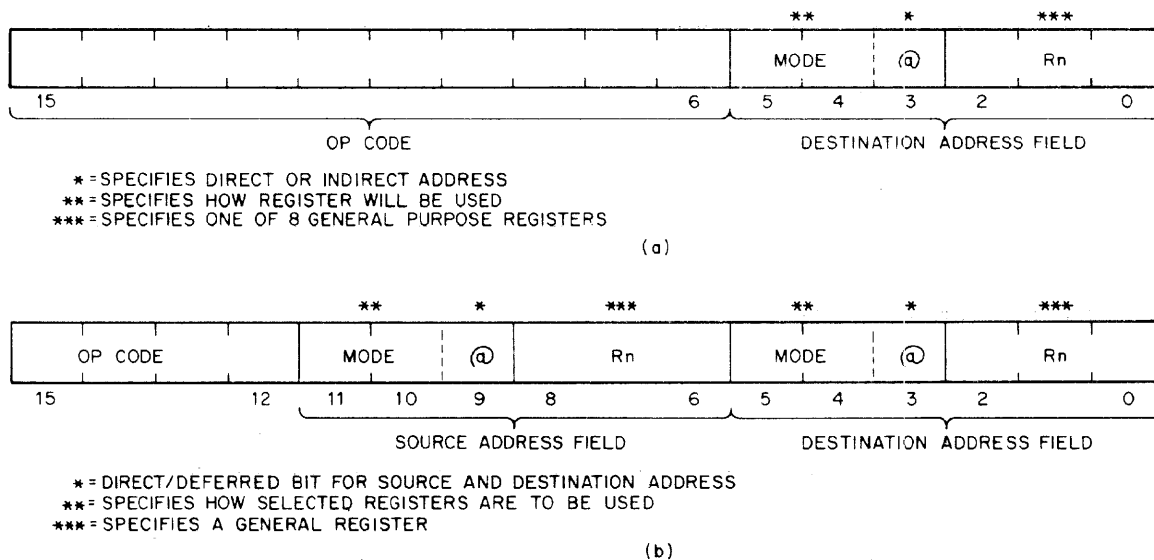 ** * ***
MODE @ Rn
15 6 5 4 3 2 0
OP CODE DESTINATION ADDRESS FIELD
* = SPECIFIES DIRECT OR INDIRECT ADDRESS
** = SPECIFIES HOW REGISTER WILL BE USED
*** = SPECIFIES ONE OF 8 GENERAL PURPOSE REGISTERS
(a)
** * *** ** * ***
OP CODE MODE @ Rn MODE @ Rn
15 12 11 10 9 8 6 5 4 3 2 0
SOURCE ADDRESS FIELD DESTINATION ADDRESS FIELD
* = DIRECT/DEFERRED BIT FOR SOURCE AND DESTINATION ADDRESS
** = SPECIFIES HOW SELECTED REGISTERS ARE TO BE USED
*** = SPECIFIES A GENERAL REGISTER
(b)